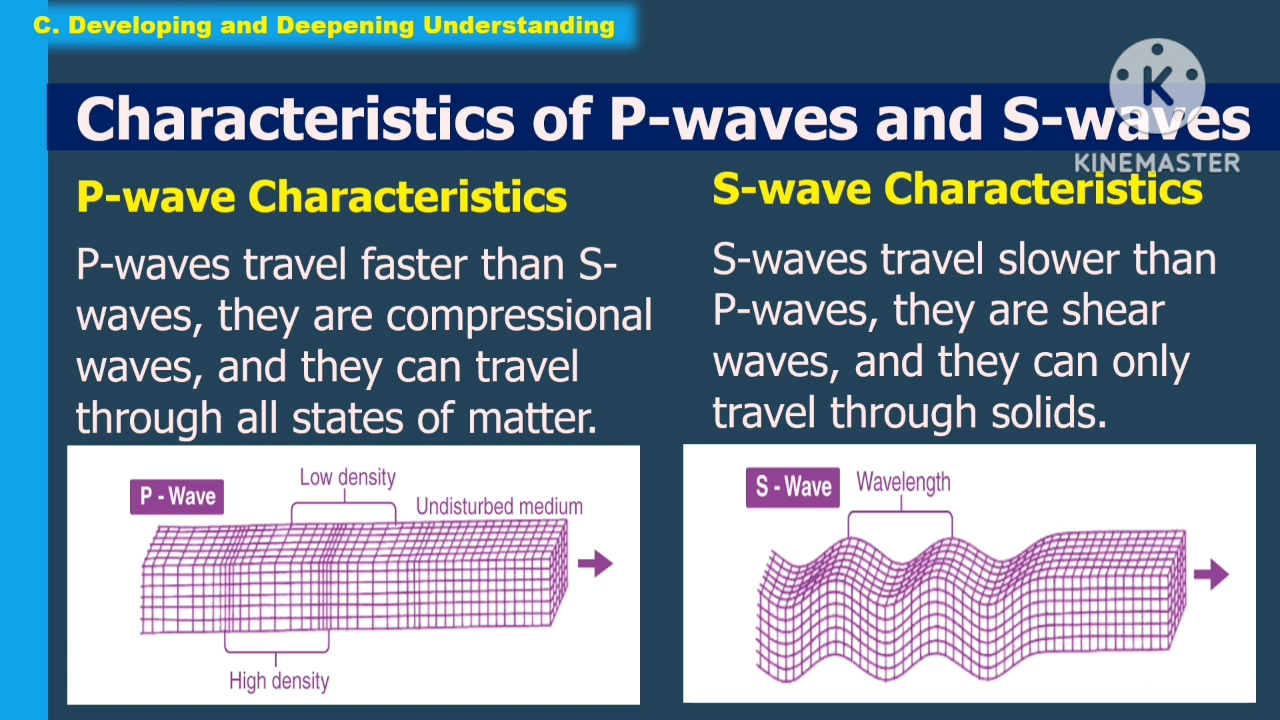 C. Developing and Deepening Understanding
Characteristics of P-waves and S-waves
K
KINEMASTER
P-wave Characteristics
P-waves travel faster than S-
waves, they are compressional
waves, and they can travel
through all states of matter.
S-wave Characteristics
S-waves travel slower than
P-waves, they are shear
waves, and they can only
travel through solids.
P - Wave
Low density
Undisturbed medium
High density
S - Wave
Wavelength